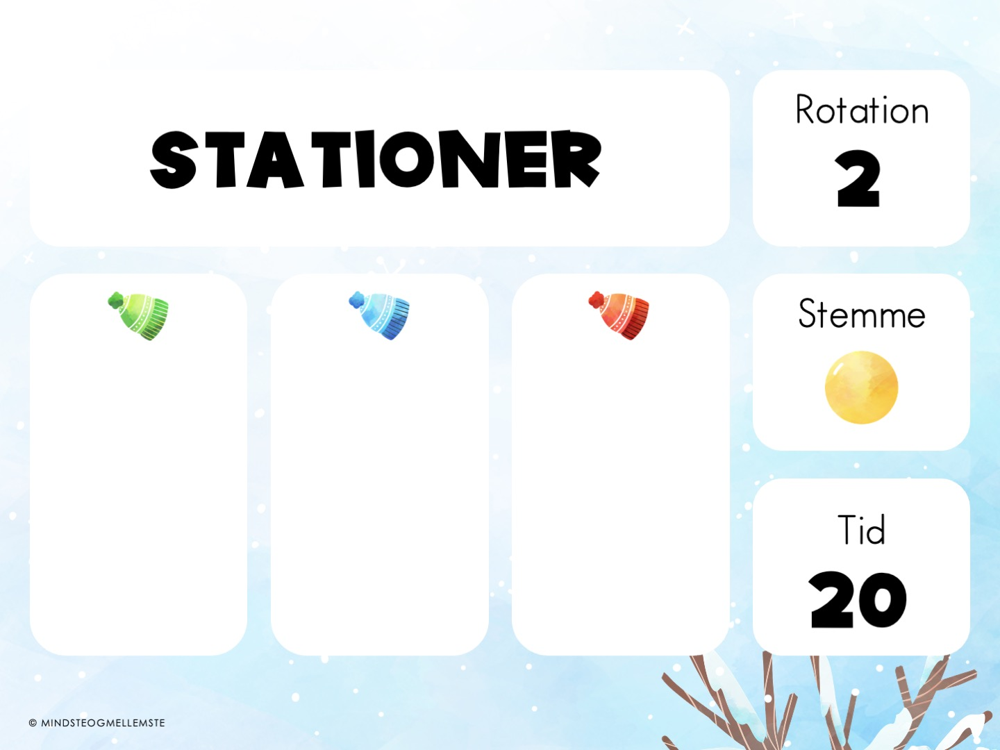 STATIONER
Rotation
2
Stemme
Tid
20
© MINDSTEOGMELLEMSTE